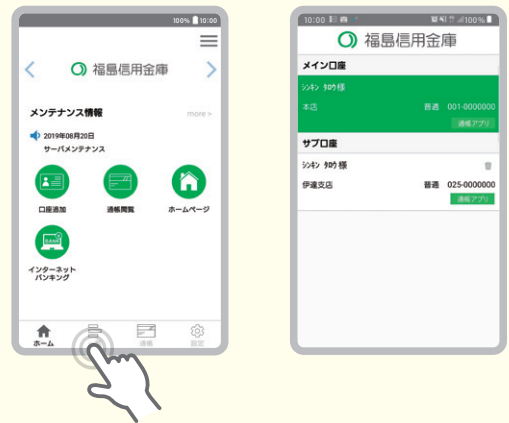 100% 10:00
福島信用金庫
メンテナンス情報
more >
2019年08月20日
サーバメンテナンス
口座追加
通帳閲覧
ホームページ
BANK
インターネット
バンキング
ホーム
通帳
設定
10:00
100%
福島信用金庫
メイン口座
シンキン タロウ 様
本店
普通 001-0000000
通帳アプリ
サブ口座
シンキン タロウ 様
伊達支店
普通 025-0000000
通帳アプリ